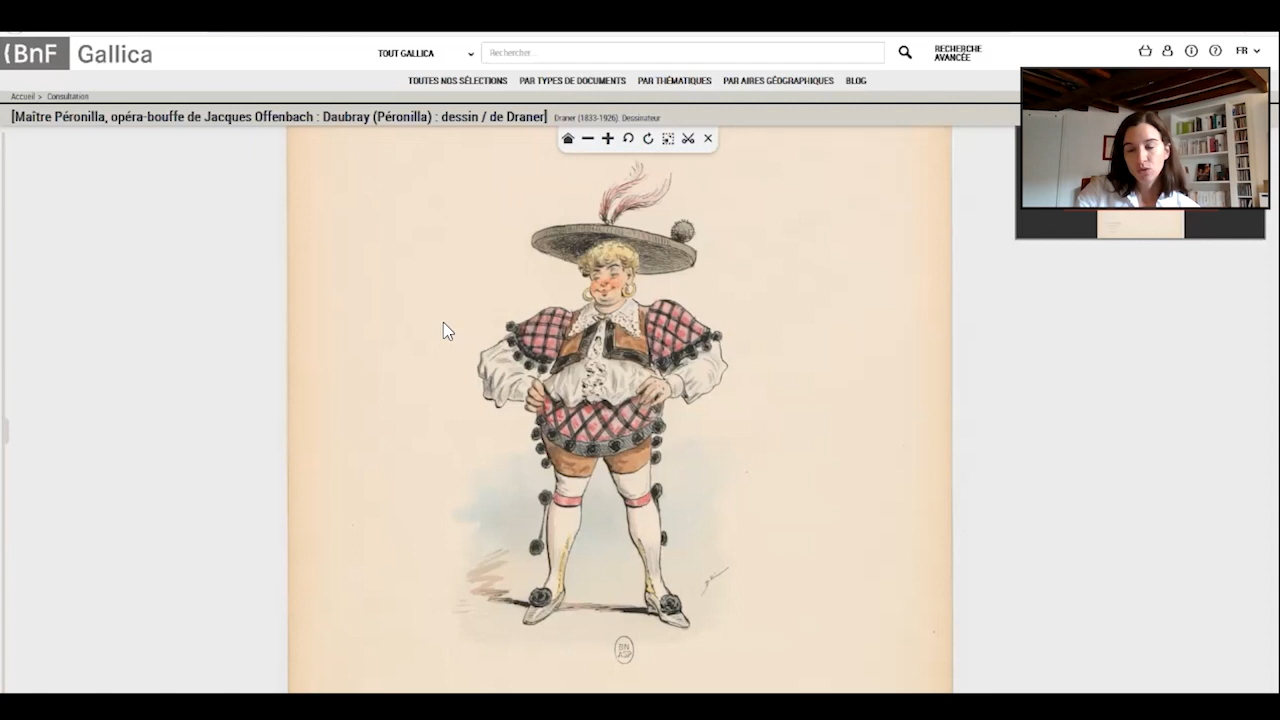 BnF Gallica
TOUT GALLICA
Rechercher...
RECHERCHE
AVANCÉE
FR
TOUTES NOS SÉLECTIONS PAR TYPES DE DOCUMENTS PAR THÉMATIQUES PAR AIRES GÉOGRAPHIQUES BLOG
Accueil > Consultation
[Maître Péronilla, opéra-bouffe de Jacques Offenbach : Daubray (Péronilla) : dessin / de Draner] Draner (1833-1926). Dessinateur
BN